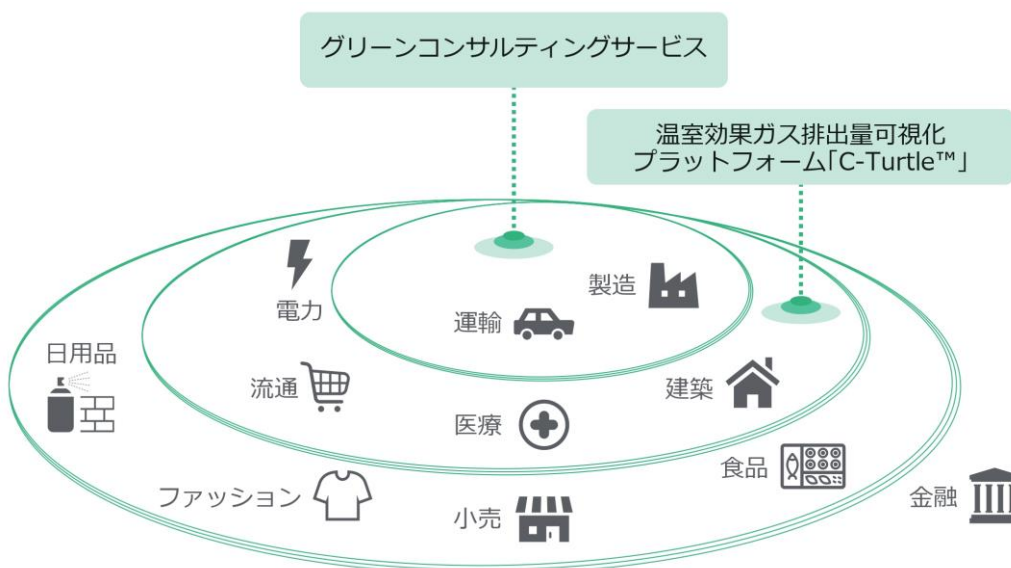 グリーンコンサルティングサービス
温室効果ガス排出量可視化
プラットフォーム「C-Turtle™」
電力
製造
運輸
日用品
流通
建築
医療
食品
ファッション
小売
金融